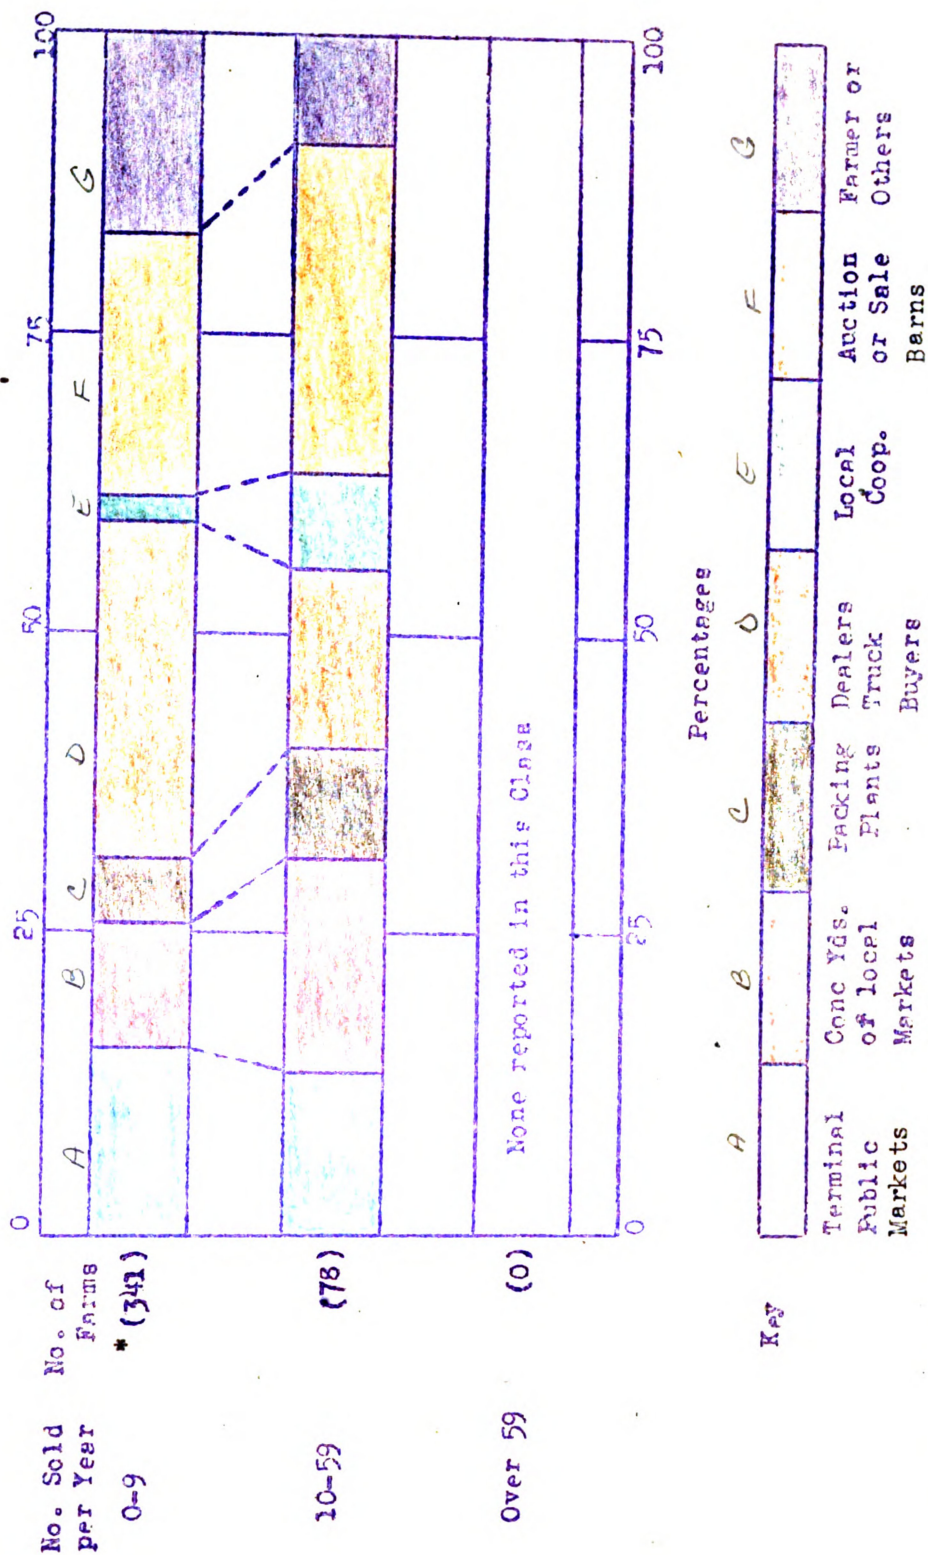 No. Sold per Year
No. of Farms
0 25 50 75 100
A B C D E F G
0-9 * (341)
10-59 (78)
Over 59 (0)
None reported in this Class
0 25 50 75 100
Percentages
Key
A B C D E F G
Terminal Public Markets
Conc Yds. of local Markets
Packing Plants
Dealers Truck Buyers
Local Coop.
Auction or Sale Barns
Farmer or Others